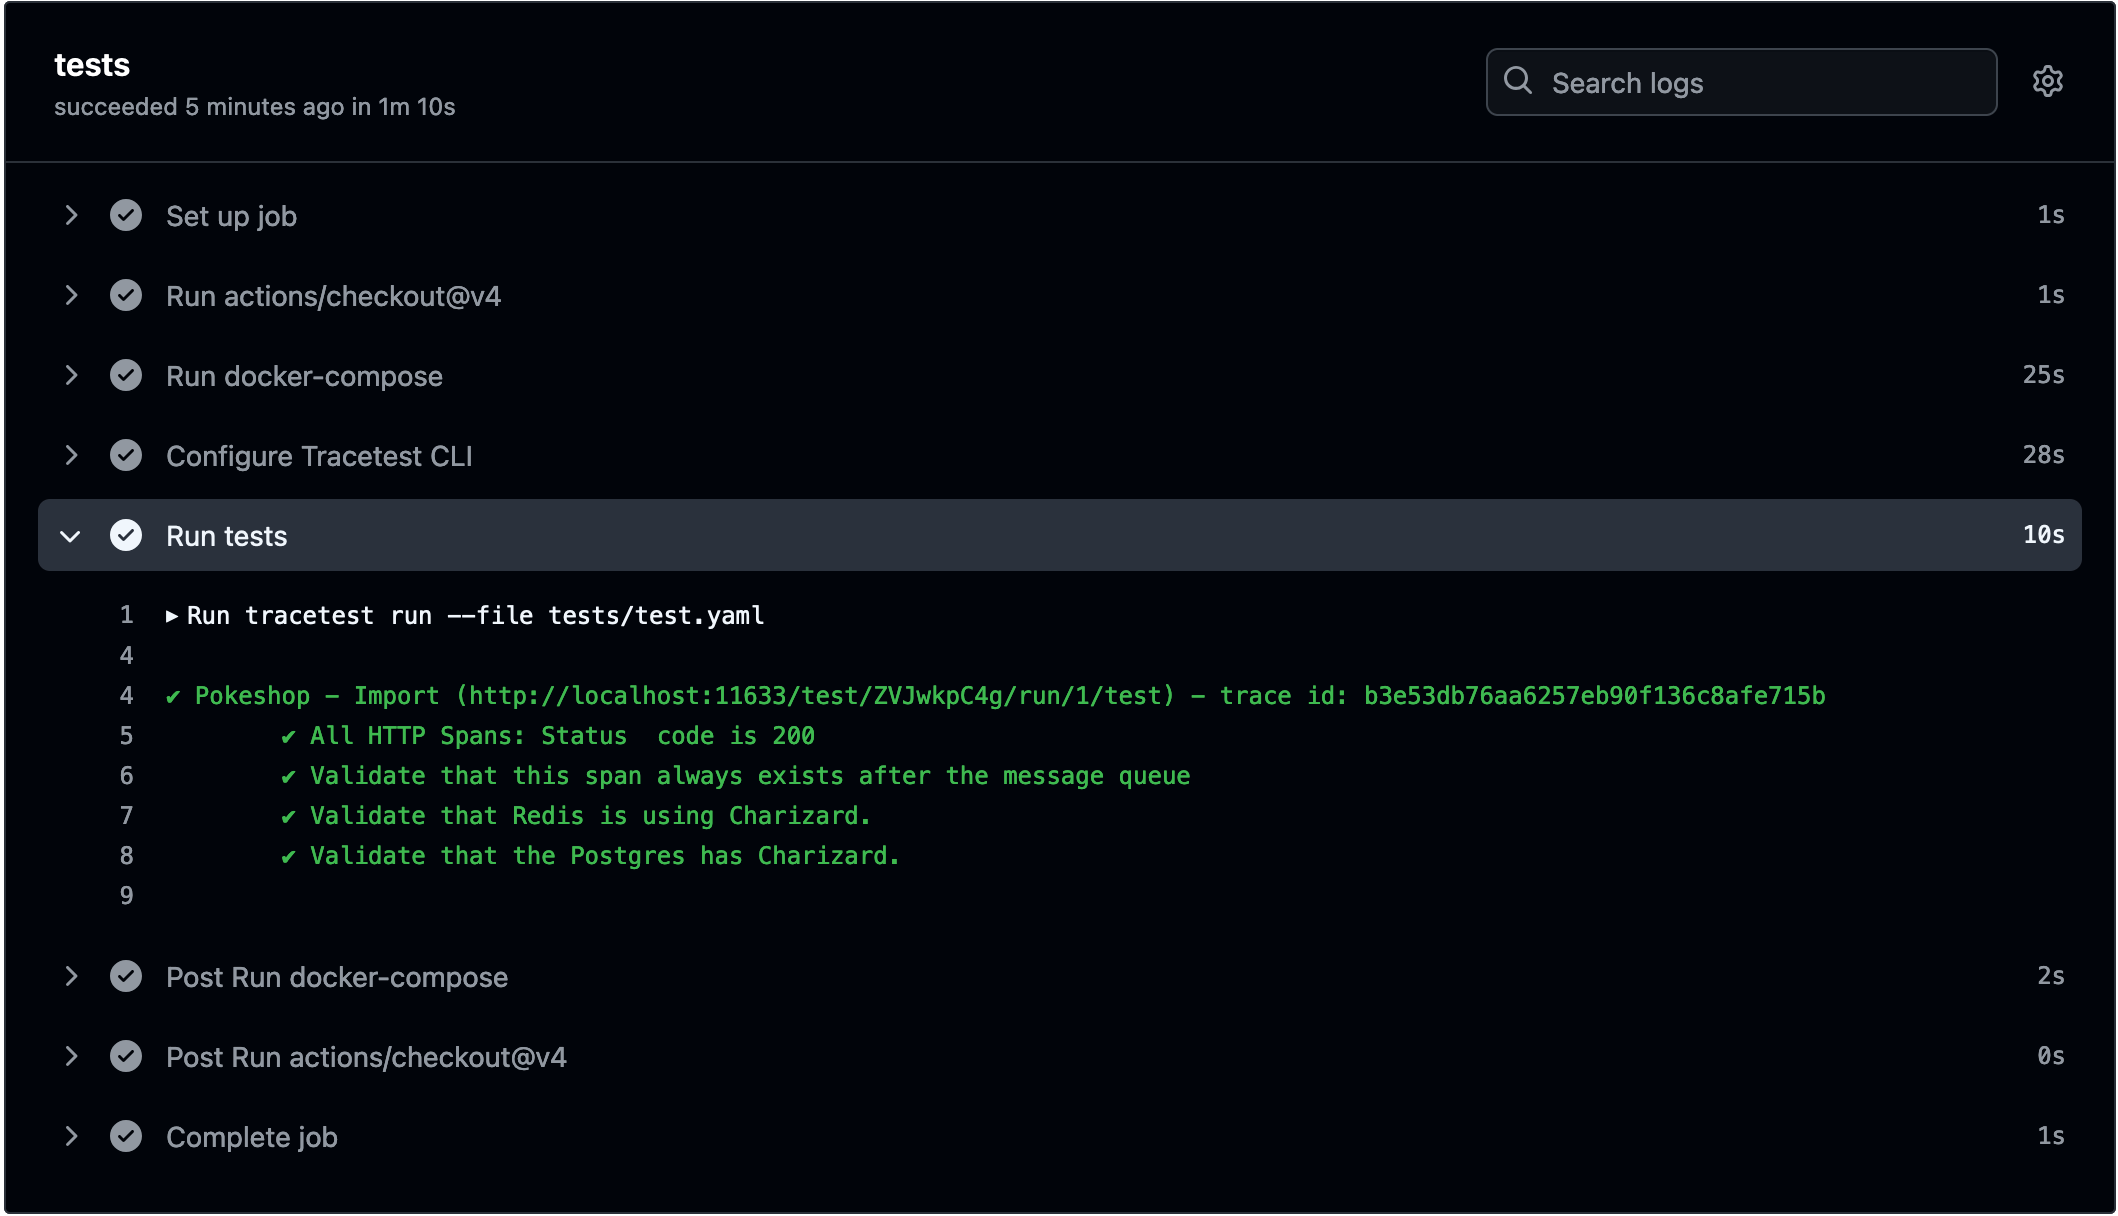 tests
succeeded 5 minutes ago in 1m 10s
Search logs
Set up job 1s
Run actions/checkout@v4 1s
Run docker-compose 25s
Configure Tracetest CLI 28s
Run tests 10s
1 ▶ Run tracetest run --file tests/test.yaml
4
4 ✔ Pokeshop - Import (http://localhost:11633/test/ZVJwkpC4g/run/1/test) - trace id: b3e53db76aa6257eb90f136c8afe715b
5 ✔ All HTTP Spans: Status  code is 200
6 ✔ Validate that this span always exists after the message queue
7 ✔ Validate that Redis is using Charizard.
8 ✔ Validate that the Postgres has Charizard.
9
Post Run docker-compose 2s
Post Run actions/checkout@v4 0s
Complete job 1s